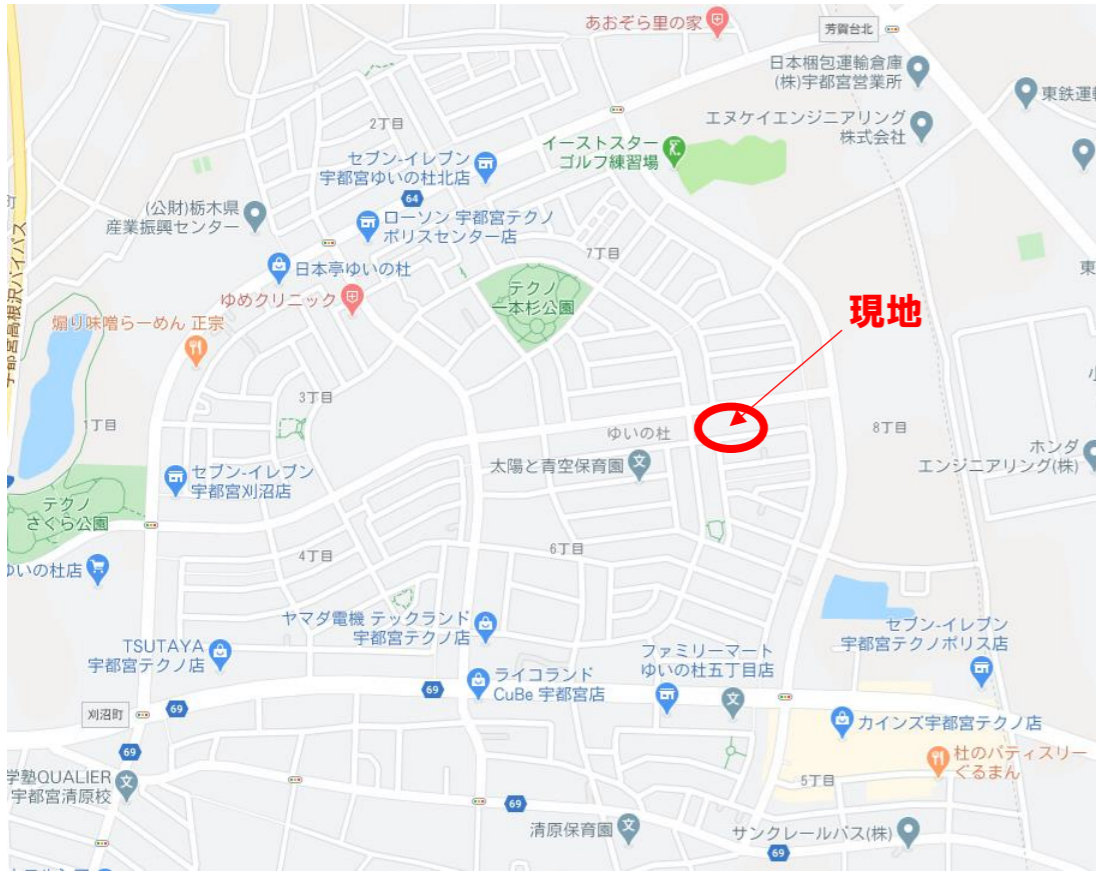 あおぞら里の家
芳賀台北
日本梱包運輸倉庫
(株)宇都宮営業所
東鉄運輸
エヌケイエンジニアリング
株式会社
2丁目
イーストスター
ゴルフ練習場
セブン-イレブン
宇都宮ゆいの杜北店
64
(公財)栃木県
産業振興センター
ローソン 宇都宮テクノ
ポリスセンター店
7丁目
宇都宮高根沢バイパス
日本亭ゆいの杜
テクノ
一本杉公園
東
ゆめクリニック
煽り味噌らーめん 正宗
現地
3丁目
1丁目
ゆいの杜
8丁目
太陽と青空保育園
ホンダ
エンジニアリング(株)
セブン-イレブン
宇都宮刈沼店
テクノ
さくら公園
4丁目
6丁目
ゆいの杜店
ヤマダ電機 テックランド
宇都宮テクノ店
セブン-イレブン
宇都宮テクノポリス店
TSUTAYA
宇都宮テクノ店
ファミリーマート
ゆいの杜五丁目店
ライコランド
CuBe 宇都宮店
69
69
刈沼町
カインズ宇都宮テクノ店
69
杜のパティスリー
ぐるまん
学塾QUALIER
宇都宮清原校
5丁目
69
清原保育園
サンクレールバス(株)
69